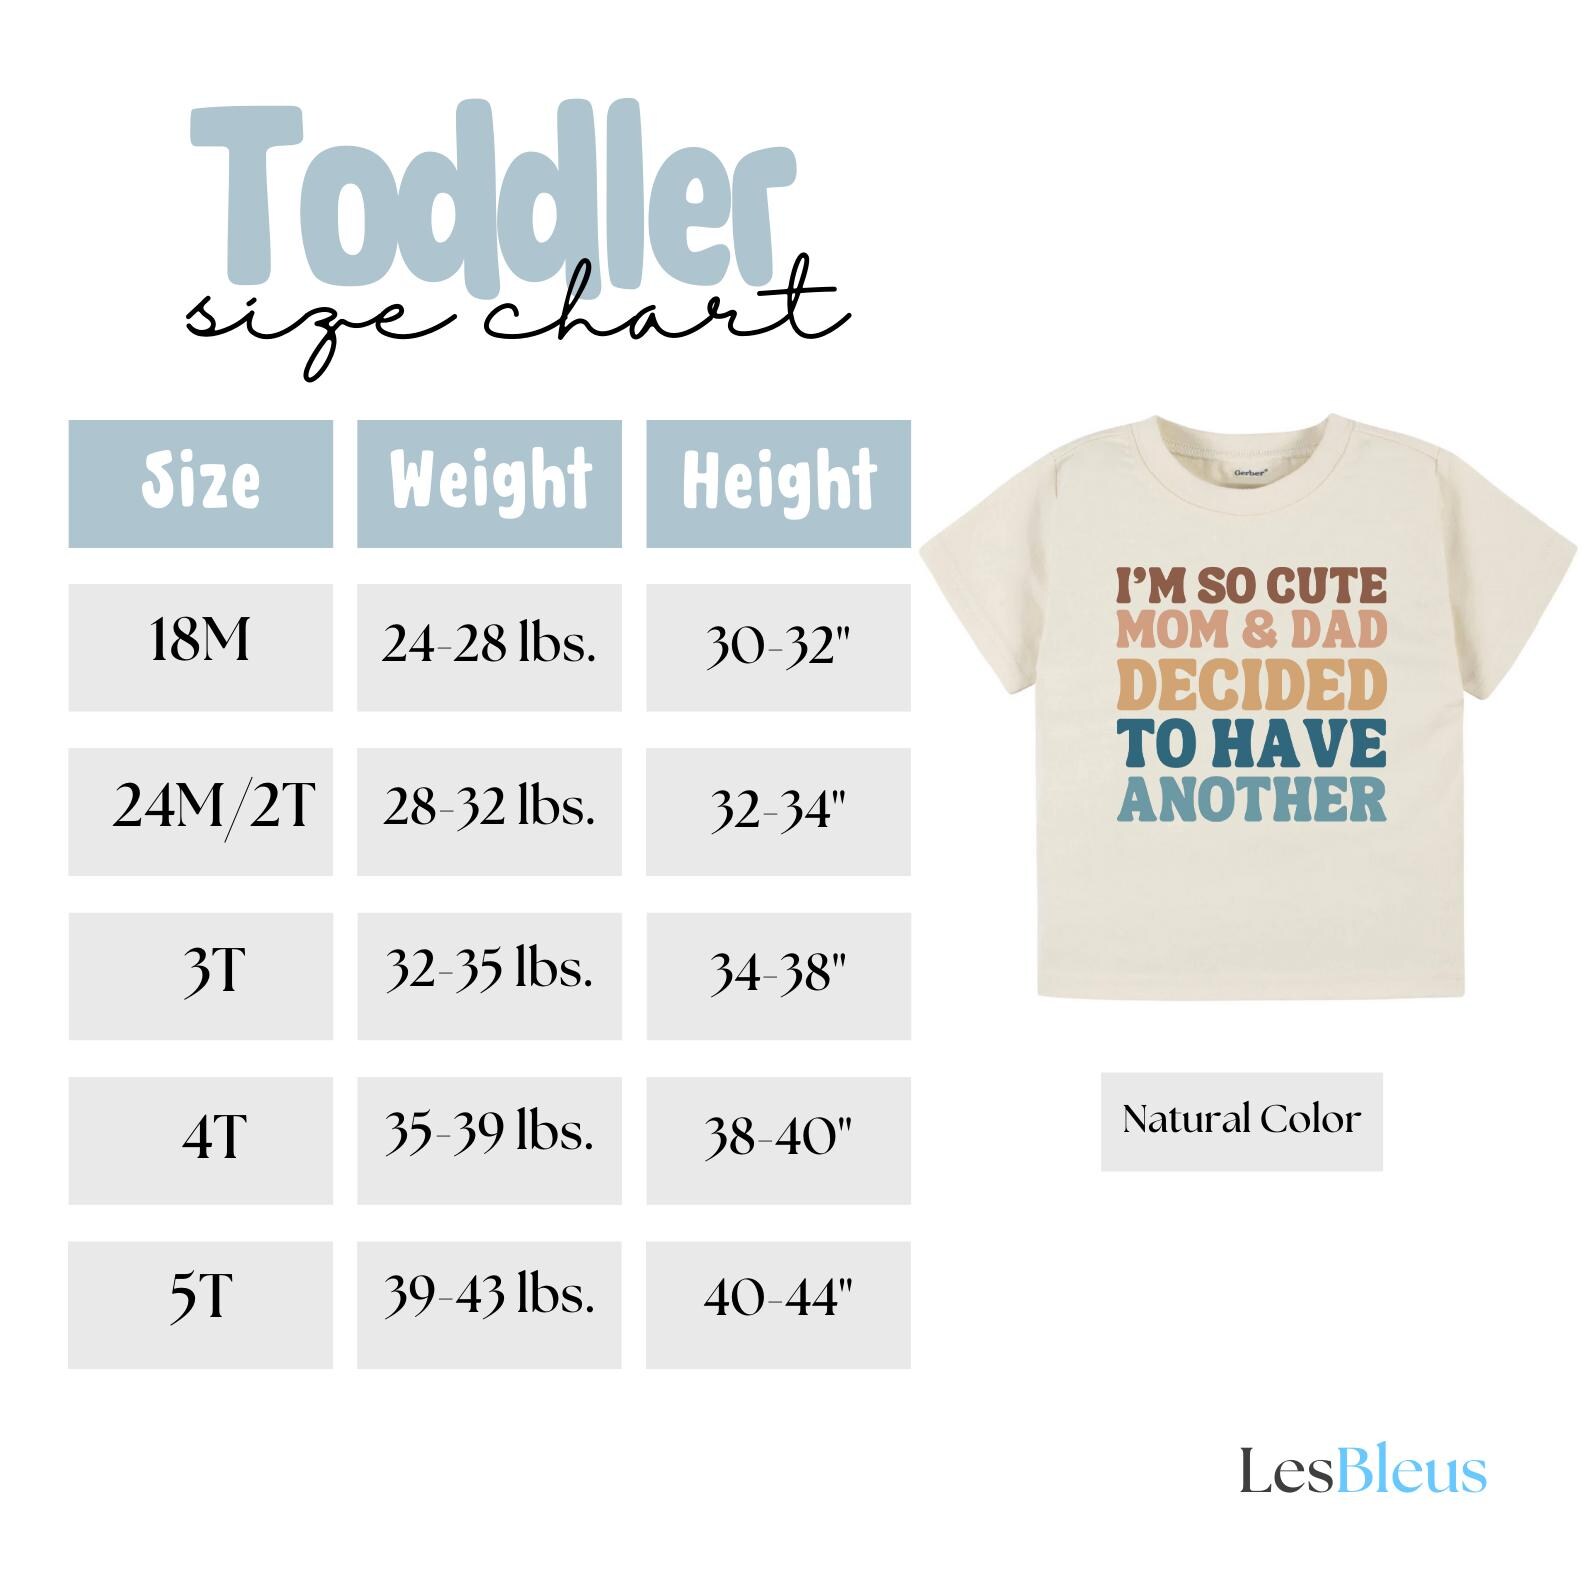 Toddler
size chart
Size Weight Height
18M 24-28 lbs. 30-32"
24M/2T 28-32 lbs. 32-34"
3T 32-35 lbs. 34-38"
4T 35-39 lbs. 38-40"
5T 39-43 lbs. 40-44"
Gerber®
I'M SO CUTE
MOM & DAD
DECIDED
TO HAVE
ANOTHER
Natural Color
LesBleus